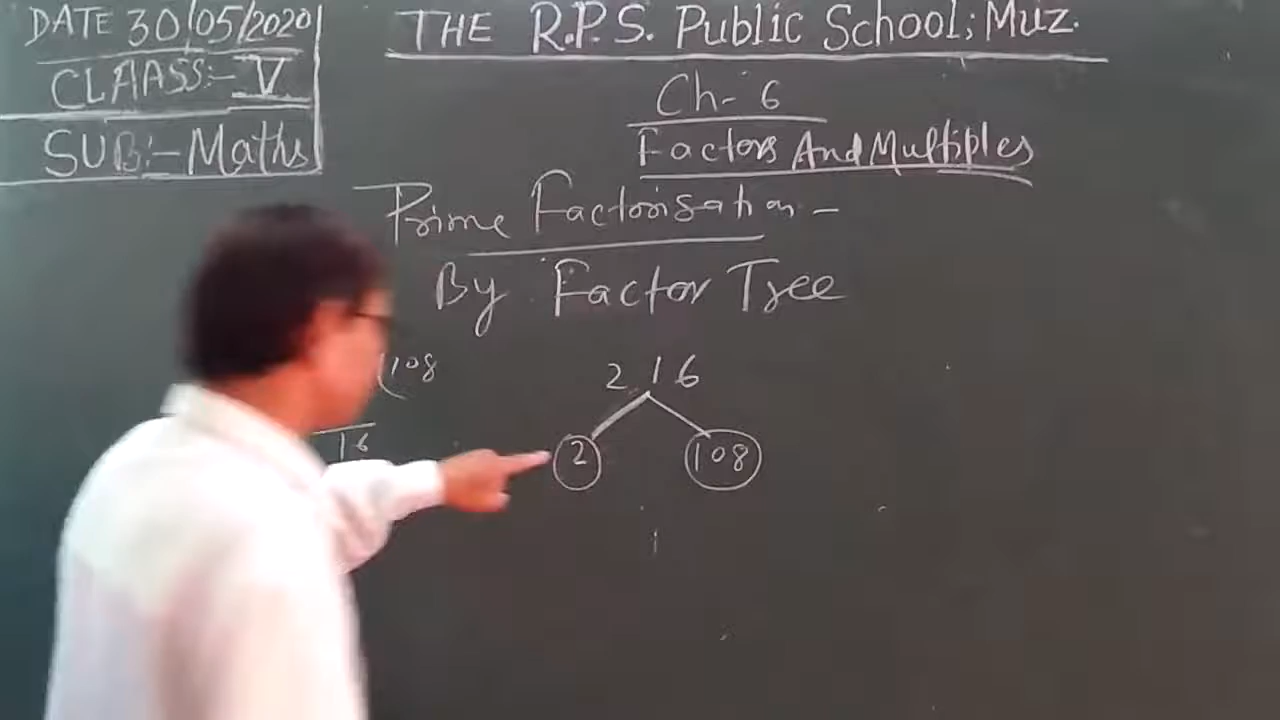 DATE 30/05/2020
CLAASS:- V
SUB:- Maths
THE R.P.S. Public School; Muz.
Ch- 6
Factors And Multiples
Prime Factorisation -
By Factor Tree
108
16
216
2 108